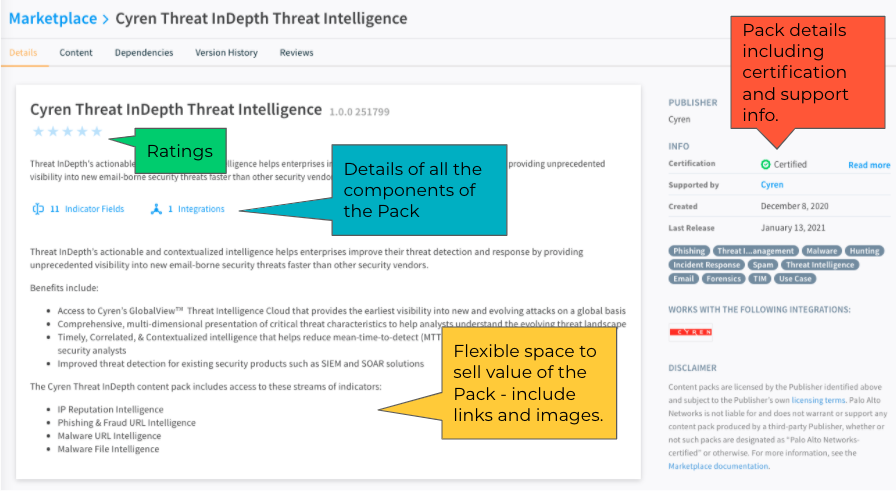 Marketplace > Cyren Threat InDepth Threat Intelligence
Details Content Dependencies Version History Reviews
Cyren Threat InDepth Threat Intelligence 1.0.0 251799
Ratings
Threat InDepth's actionable lligence helps enterprises i providing unprecedented
visibility into new email-borne security threats faster than other security vendo
Details of all the
components of
the Pack
11 Indicator Fields 1 Integrations
Threat InDepth's actionable and contextualized intelligence helps enterprises improve their threat detection and response by providing
unprecedented visibility into new email-borne security threats faster than other security vendors.
Benefits include:
• Access to Cyren's GlobalView™ Threat Intelligence Cloud that provides the earliest visibility into new and evolving attacks on a global basis
• Comprehensive, multi-dimensional presentation of critical threat characteristics to help analysts understand the evolving threat landscape
• Timely, Correlated, & Contextualized intelligence that helps reduce mean-time-to-detect (MTT
security analysts
• Improved threat detection for existing security products such as SIEM and SOAR solutions
Flexible space to
sell value of the
Pack - include
links and images.
The Cyren Threat InDepth content pack includes access to these streams of indicators:
• IP Reputation Intelligence
• Phishing & Fraud URL Intelligence
• Malware URL Intelligence
• Malware File Intelligence
Pack details
including
certification
and support
info.
PUBLISHER
Cyren
INFO
Certification Certified Read more
Supported by Cyren
Created December 8, 2020
Last Release January 13, 2021
Phishing Threat I...anagement Malware Hunting
Incident Response Spam Threat Intelligence
Email Forensics TIM Use Case
WORKS WITH THE FOLLOWING INTEGRATIONS:
CYREN
DISCLAIMER
Content packs are licensed by the Publisher identified above
and subject to the Publisher's own licensing terms. Palo Alto
Networks is not liable for and does not warrant or support any
content pack produced by a third-party Publisher, whether or
not such packs are designated as "Palo Alto Networks-
certified" or otherwise. For more information, see the
Marketplace documentation.